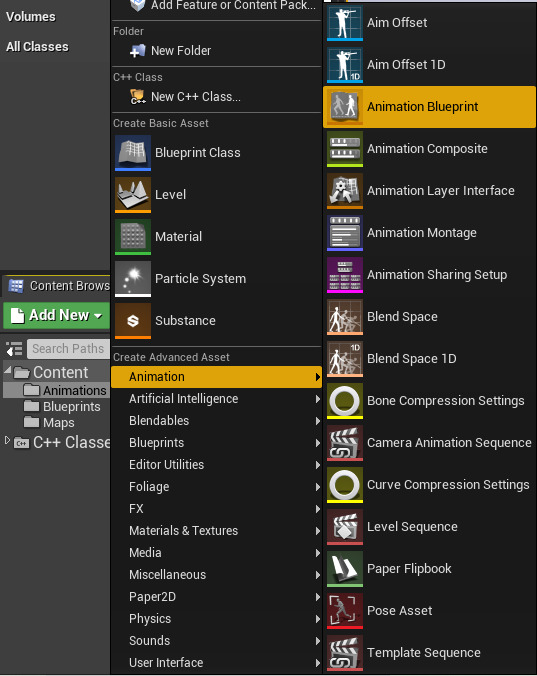 Volumes
All Classes
Content Brows
Add New
Search Paths
Content
Animations
Blueprints
Maps
C++ Classe
Add Feature or Content Pack...
Folder
New Folder
C++ Class
New C++ Class...
Create Basic Asset
Blueprint Class
Level
Material
Particle System
Substance
Create Advanced Asset
Animation
Artificial Intelligence
Blendables
Blueprints
Editor Utilities
Foliage
FX
Materials & Textures
Media
Miscellaneous
Paper2D
Physics
Sounds
User Interface
Aim Offset
1D
Aim Offset 1D
Animation Blueprint
Animation Composite
Animation Layer Interface
Animation Montage
Animation Sharing Setup
Blend Space
1D
Blend Space 1D
Bone Compression Settings
Camera Animation Sequence
Curve Compression Settings
Level Sequence
Paper Flipbook
Pose Asset
Template Sequence